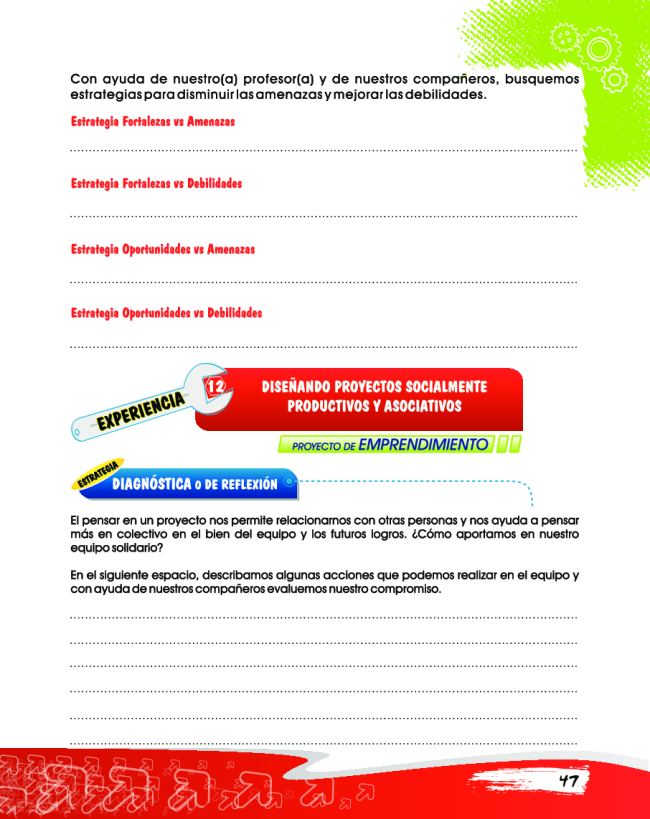 Con ayuda de nuestro(a) profesor(a) y de nuestros compañeros, busquemos
estrategias para disminuir las amenazas y mejorar las debilidades.
Estrategia Fortalezas vs Amenazas
Estrategia Fortalezas vs Debilidades
Estrategia Oportunidades vs Amenazas
Estrategia Oportunidades vs Debilidades
EXPERIENCIA 12
DISEÑANDO PROYECTOS SOCIALMENTE
PRODUCTIVOS Y ASOCIATIVOS
PROYECTO DE EMPRENDIMIENTO
ESTRATEGIA
DIAGNÓSTICA O DE REFLEXIÓN
El pensar en un proyecto nos permite relacionarnos con otras personas y nos ayuda a pensar
más en colectivo en el bien del equipo y los futuros logros. ¿Cómo aportamos en nuestro
equipo solidario?
En el siguiente espacio, describamos algunas acciones que podemos realizar en el equipo y
con ayuda de nuestros compañeros evaluemos nuestro compromiso.
47